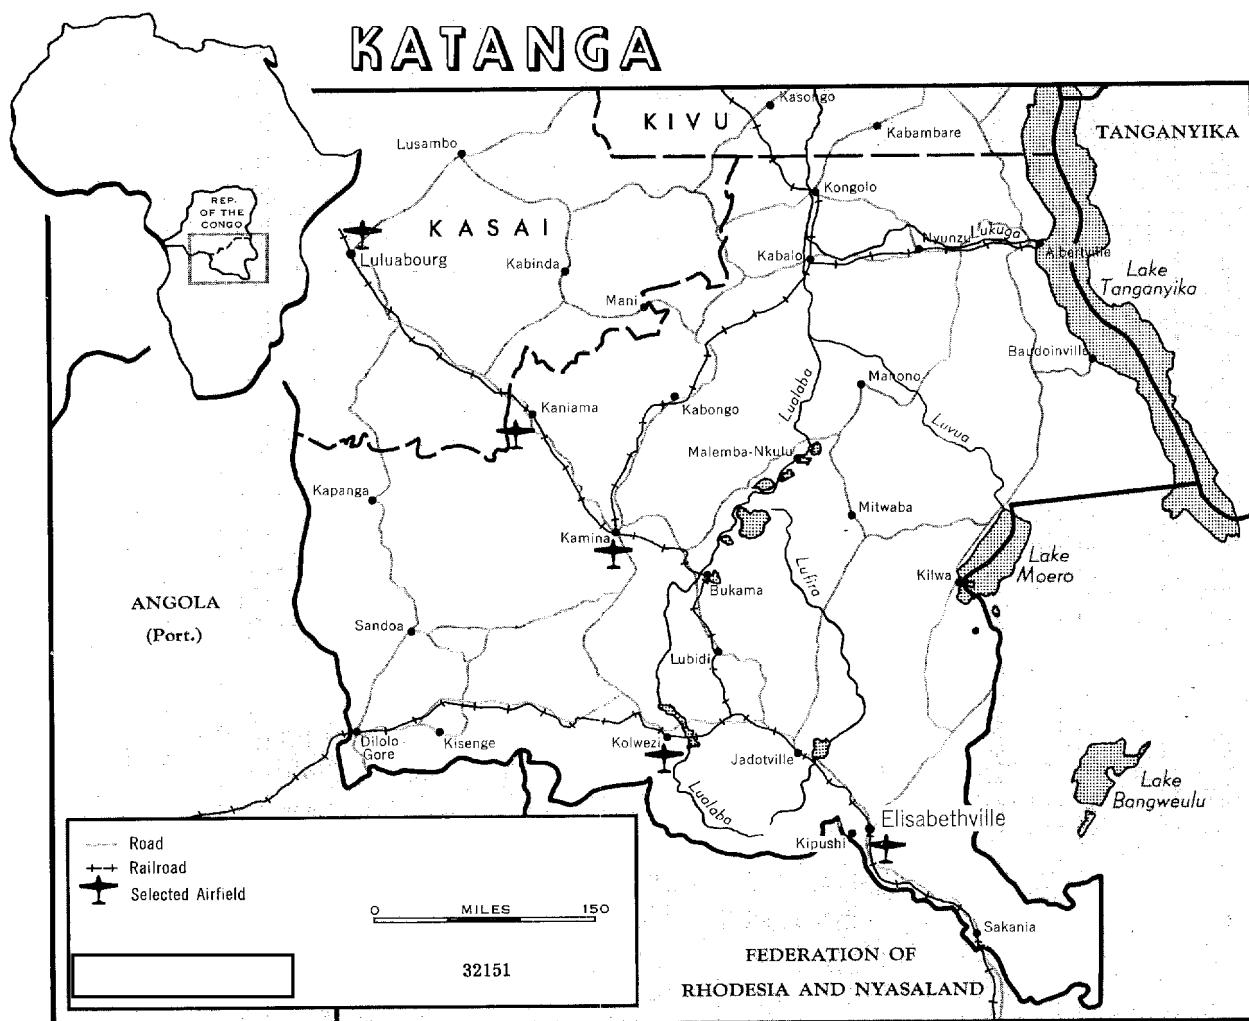 KATANGA
REP.
OF THE
CONGO
KIVU
Kasongo
Kabambare
TANGANYIKA
Lusambo
Kongolo
KASAI
Luluabourg
Kabinda
Kabalo
Nyunzu
Lukuga
Albertville
Lake
Tanganyika
Mani
Baudoinville
Kaniama
Kabongo
Lualaba
Manono
Luvua
Malemba-Nkulu
Kapanga
Mitwaba
Kamina
Bukama
Lufira
Kilwa
Lake
Moero
ANGOLA
(Port.)
Sandoa
Lubidi
Dilolo
Gore
Kisenge
Kolwezi
Jadotville
Lualaba
Lake
Bangweulu
Elisabethville
Kipushi
Sakania
Road
Railroad
Selected Airfield
0 MILES 150
32151
FEDERATION OF
RHODESIA AND NYASALAND